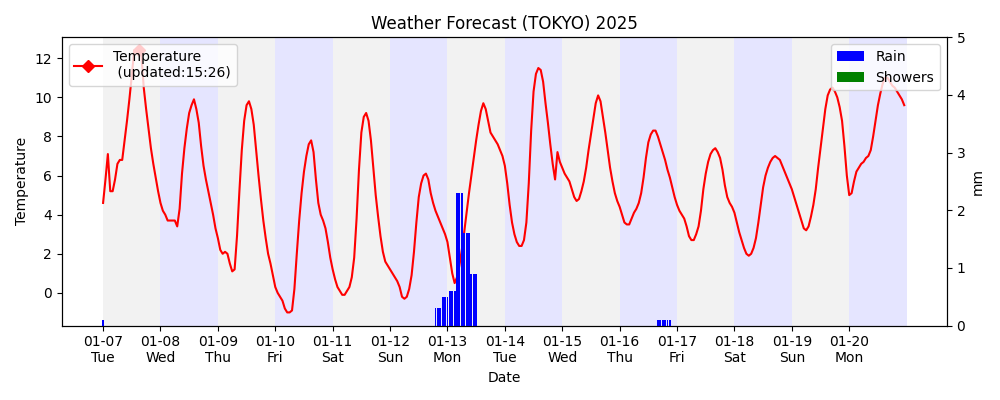 Weather Forecast (TOKYO) 2025
Temperature
(updated:15:26)
Rain
Showers
Temperature
12
10
8
6
4
2
0
5
4
3
2
1
0
mm
01-07 01-08 01-09 01-10 01-11 01-12 01-13 01-14 01-15 01-16 01-17 01-18 01-19 01-20
Tue Wed Thu Fri Sat Sun Mon Tue Wed Thu Fri Sat Sun Mon
Date